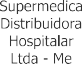 Supermedica
Distribuidora
Hospitalar
Ltda - Me